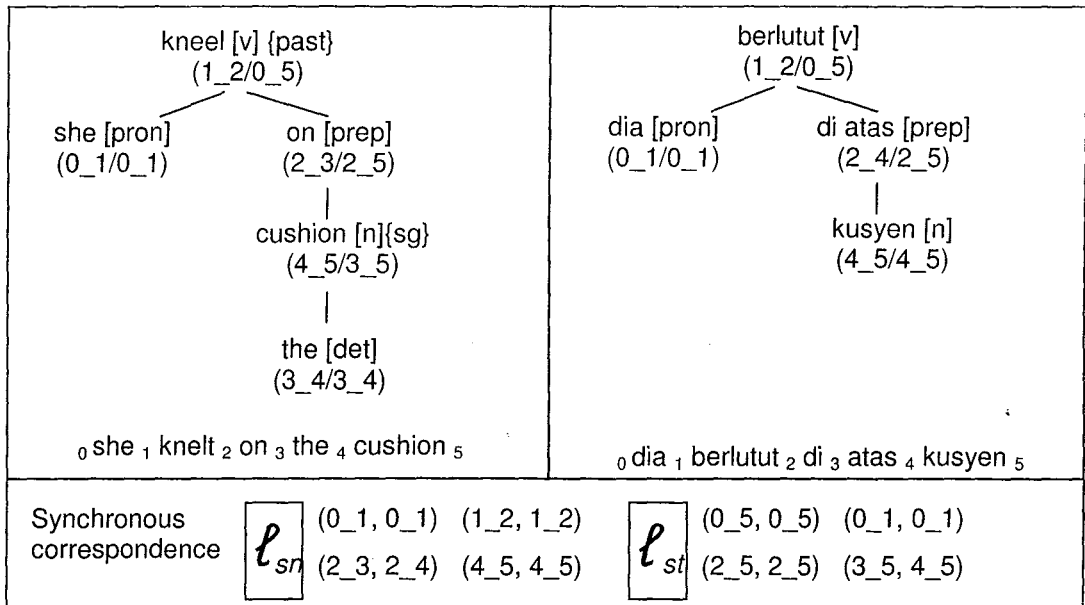 kneel [v] {past}
(1_2/0_5)
she [pron]
(0_1/0_1)
on [prep]
(2_3/2_5)
cushion [n]{sg}
(4_5/3_5)
the [det]
(3_4/3_4)
0 she 1 knelt 2 on 3 the 4 cushion 5
berlutut [v]
(1_2/0_5)
dia [pron]
(0_1/0_1)
di atas [prep]
(2_4/2_5)
kusyen [n]
(4_5/4_5)
0 dia 1 berlutut 2 di 3 atas 4 kusyen 5
Synchronous
correspondence
ℓsn
(0_1, 0_1) (1_2, 1_2)
(2_3, 2_4) (4_5, 4_5)
ℓst
(0_5, 0_5) (0_1, 0_1)
(2_5, 2_5) (3_5, 4_5)